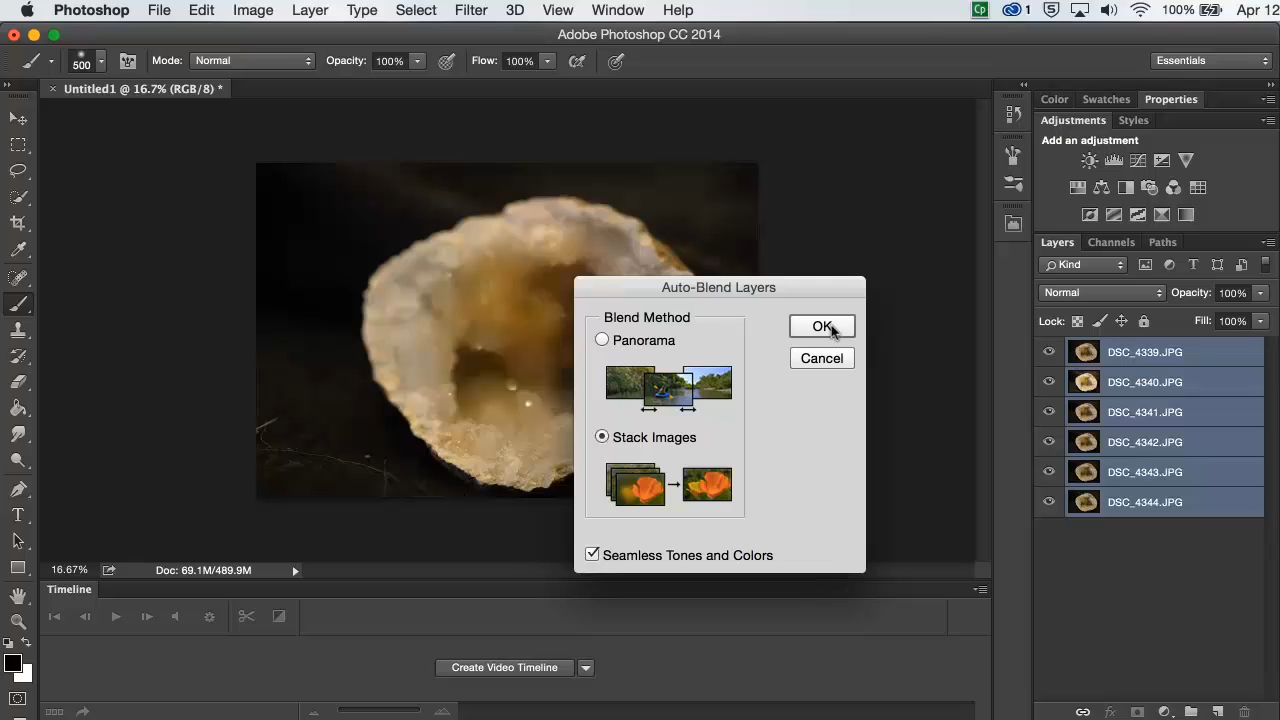 Photoshop File Edit Image Layer Type Select Filter 3D View Window Help Cp 1 5 100% Apr 12
Adobe Photoshop CC 2014
500 Mode: Normal Opacity: 100% Flow: 100% Essentials
× Untitled1 @ 16.7% (RGB/8) *
Color Swatches Properties
Adjustments Styles
Add an adjustment
Layers Channels Paths
Kind
Normal Opacity: 100%
Lock: Fill: 100%
DSC_4339.JPG
DSC_4340.JPG
DSC_4341.JPG
DSC_4342.JPG
DSC_4343.JPG
DSC_4344.JPG
Auto-Blend Layers
Blend Method
Panorama
Stack Images
Seamless Tones and Colors
OK
Cancel
16.67% Doc: 69.1M/489.9M
Timeline
Create Video Timeline